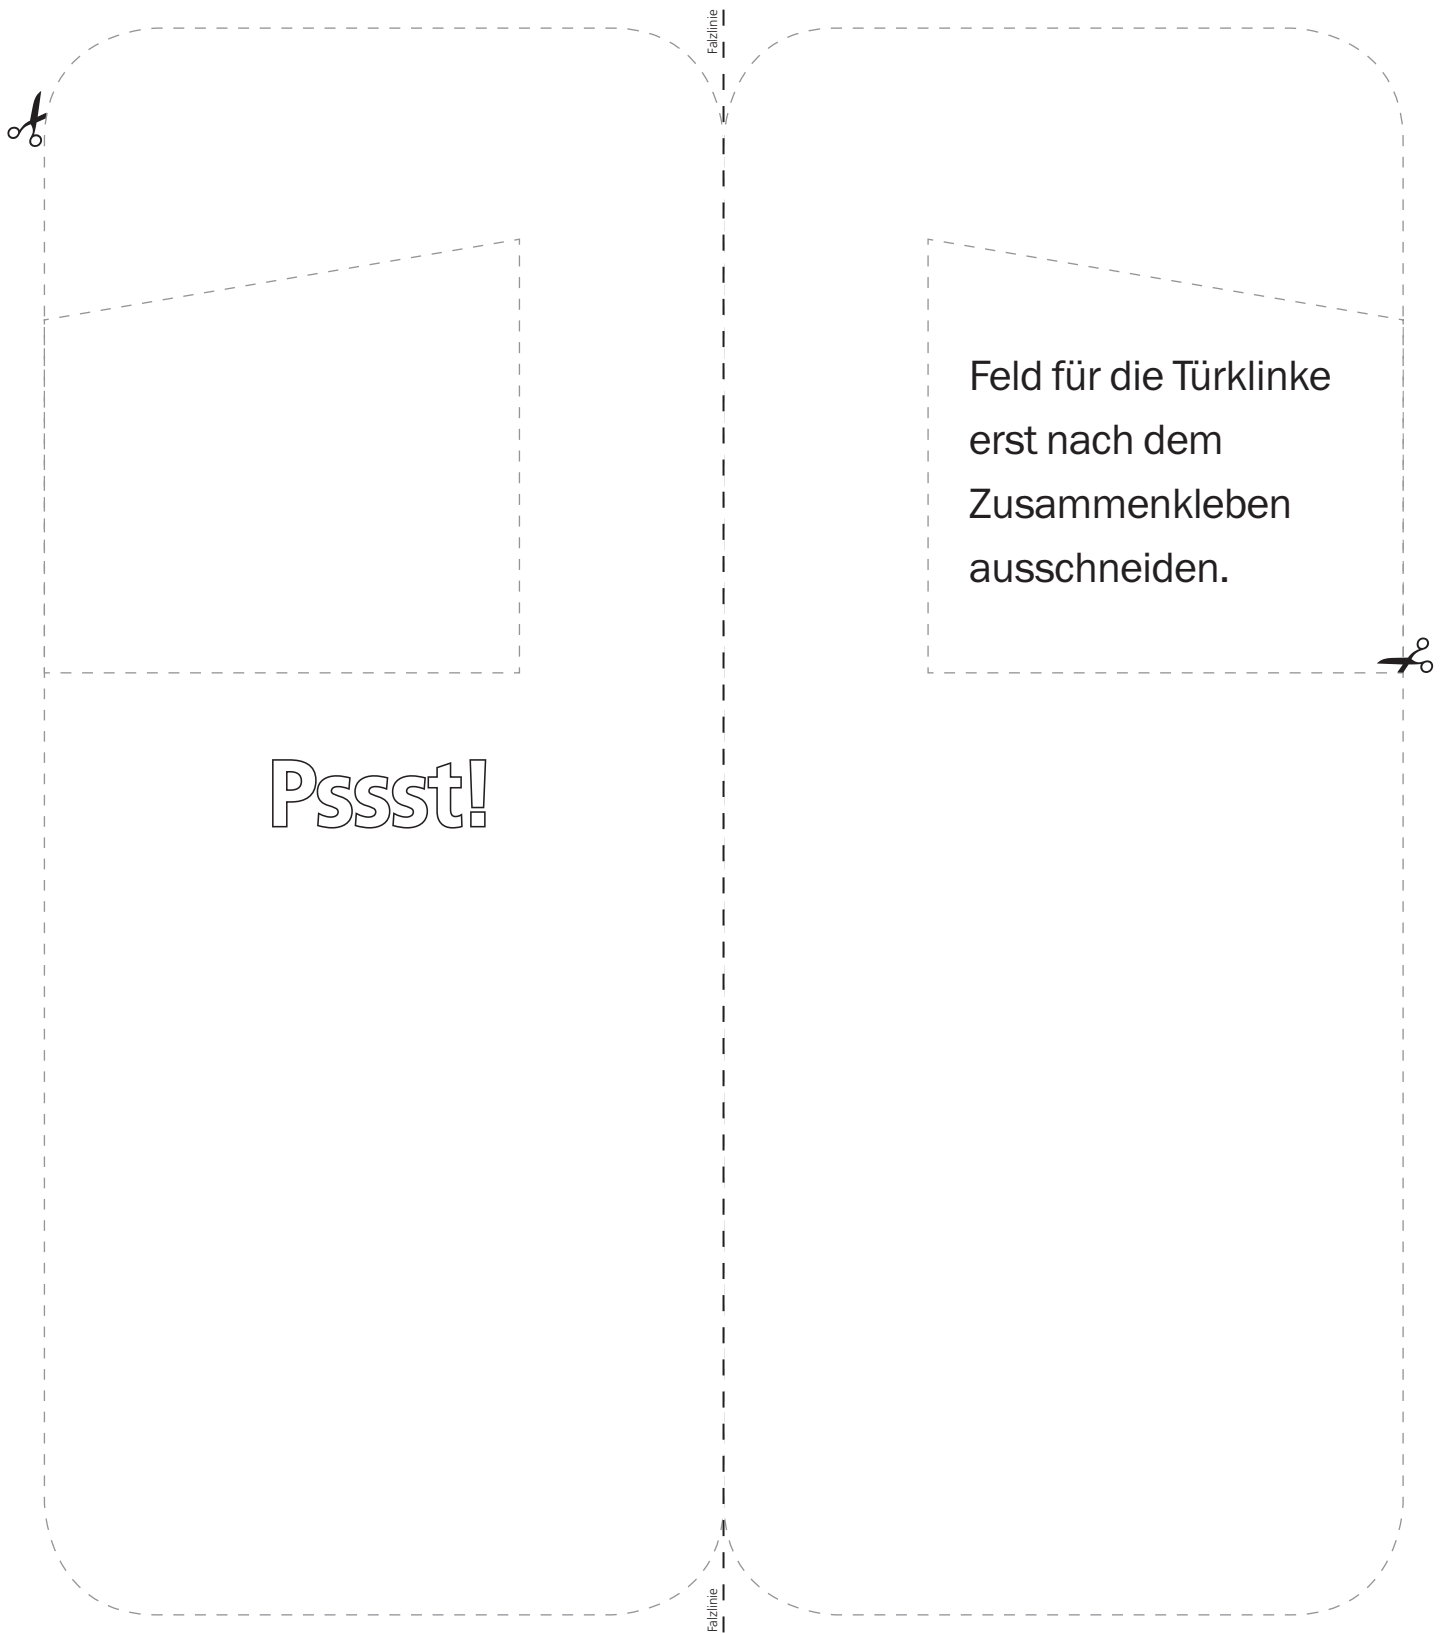 Falzlinie
Feld für die Türklinke
erst nach dem
Zusammenkleben
ausschneiden.
Pssst!
Falzlinie